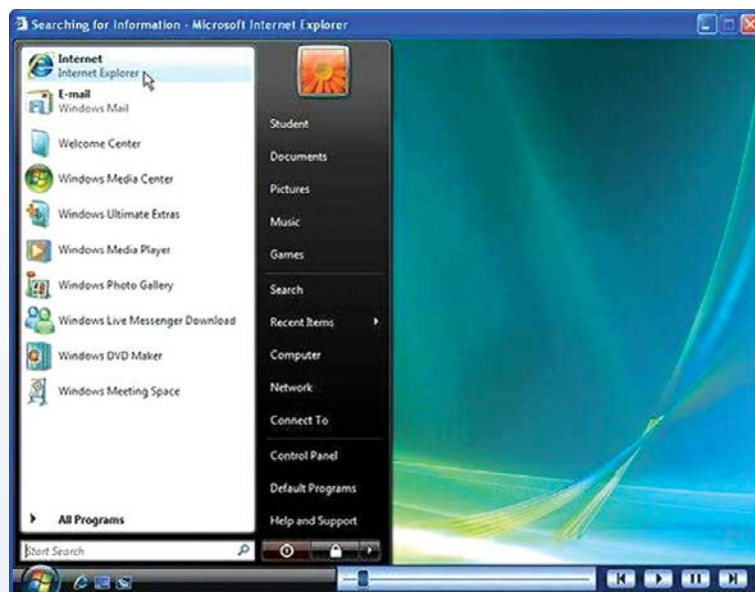 Searching for Information - Microsoft Internet Explorer
Internet
Internet Explorer
E-mail
Windows Mail
Welcome Center
Windows Media Center
Windows Ultimate Extras
Windows Media Player
Windows Photo Gallery
Windows Live Messenger Download
Windows DVD Maker
Windows Meeting Space
All Programs
Start Search
Student
Documents
Pictures
Music
Games
Search
Recent Items
Computer
Network
Connect To
Control Panel
Default Programs
Help and Support